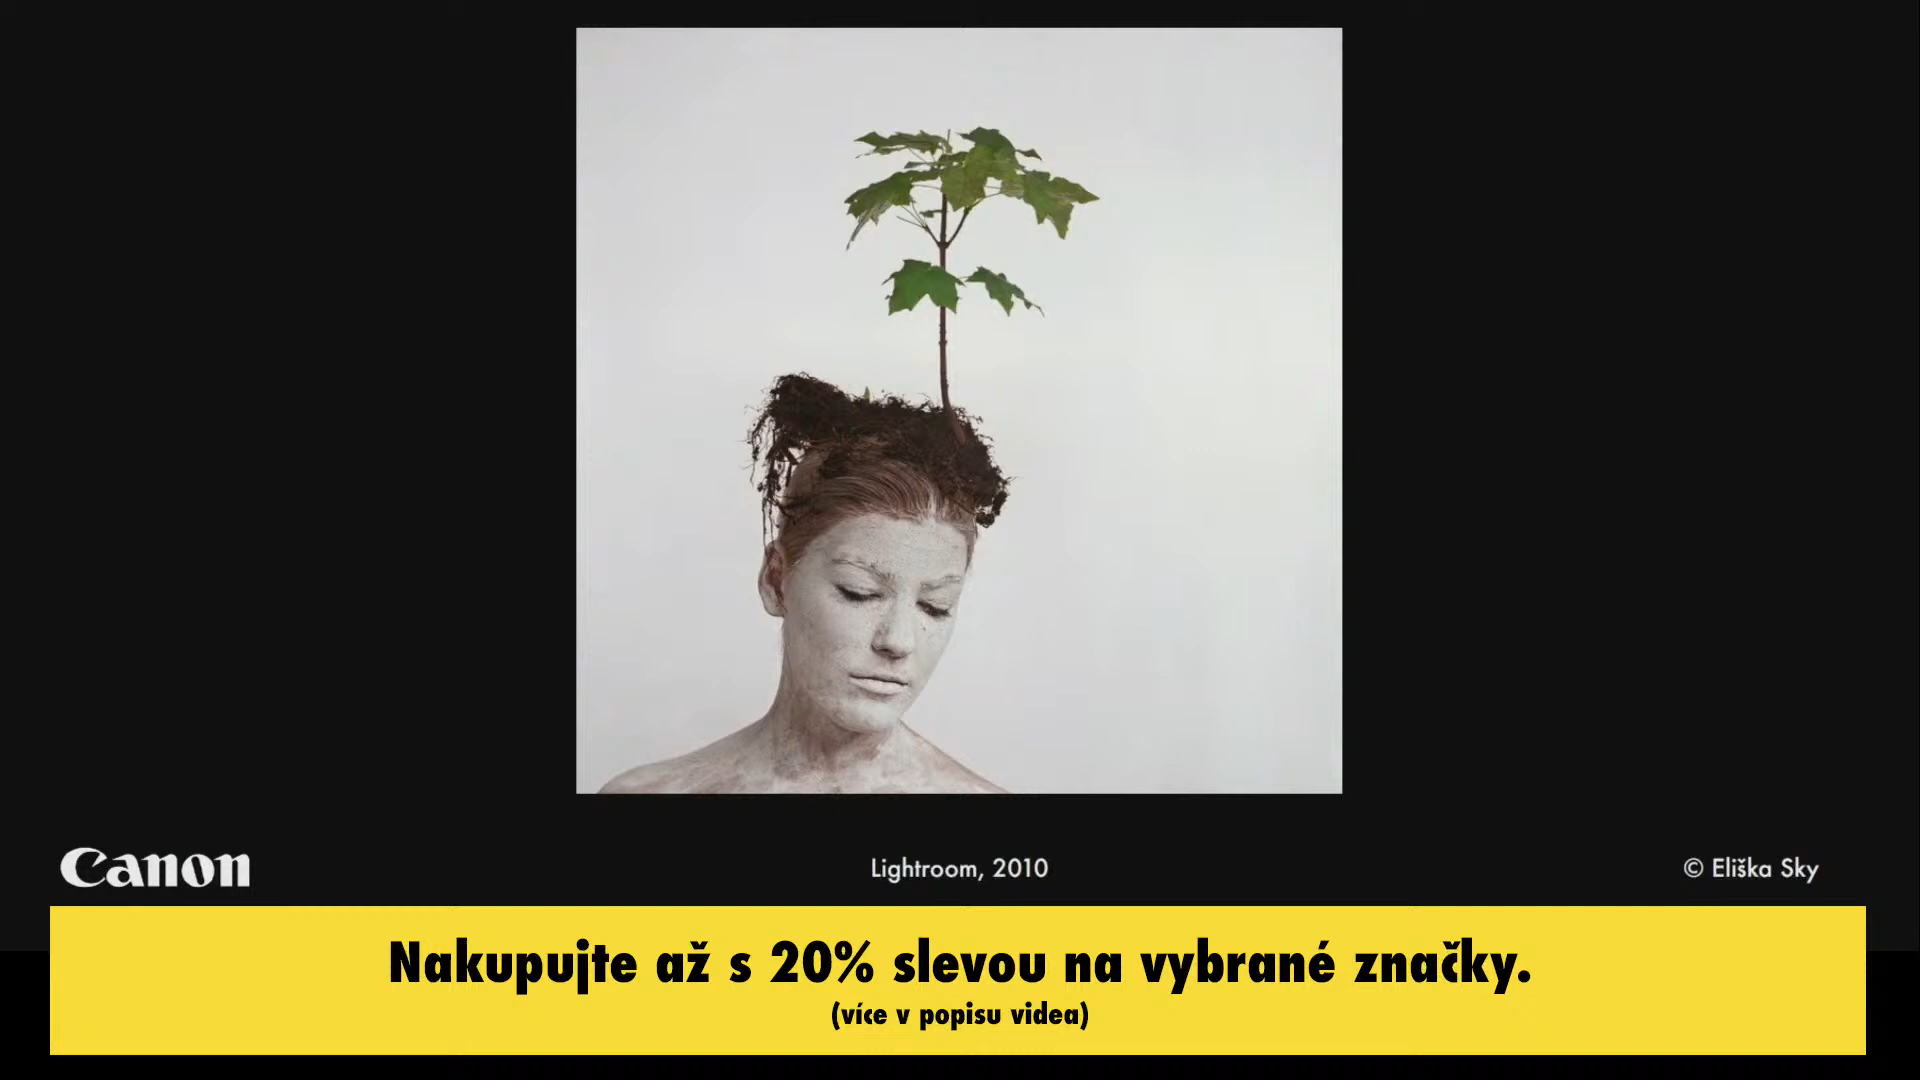 Canon
Lightroom, 2010
© Eliška Sky
Nakupujte až s 20% slevou na vybrané značky.
(více v popisu videa)